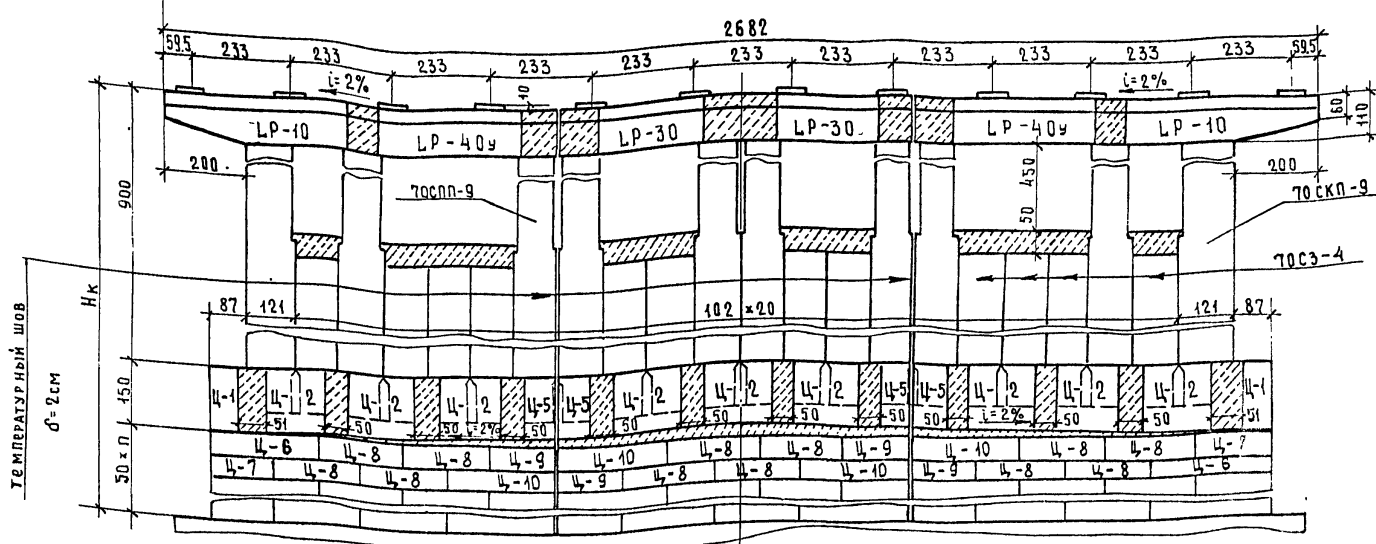 2682
59.5 233 233 233 233 233 233 233 233 233 233 233 59.5
i=2% 10 i=2%
60
110
LP-10 LP-40у LP-30 LP-30 LP-40у LP-10
200 200
900
70СПП-9
450
50
70СКП-9
70СЗ-4
Нк
87 121 102×20 121 87
температурный шов
δ=2см
150
Ц-1 Ц-2 Ц-2 Ц-2 Ц-5 Ц-5 Ц-2 Ц-2 Ц-2 Ц-5 Ц-5 Ц-2 Ц-2 Ц-2 Ц-1
51 50 50 i=2% 50 50 50 50 50 50 i=2% 50 50 51
50×п
Ц-6 Ц-8 Ц-8 Ц-9 Ц-10 Ц-8 Ц-8 Ц-9 Ц-10 Ц-8 Ц-8 Ц-7
Ц-7 Ц-8 Ц-8 Ц-10 Ц-9 Ц-8 Ц-8 Ц-10 Ц-9 Ц-8 Ц-8 Ц-6